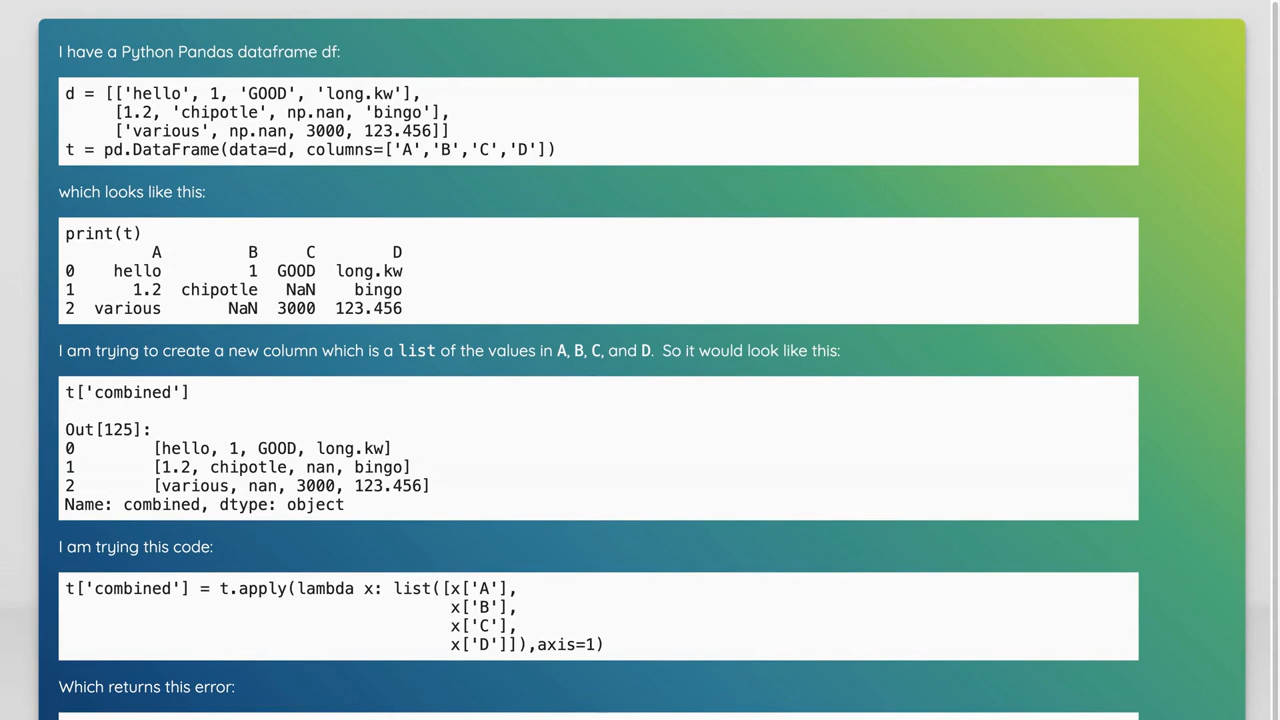 I have a Python Pandas dataframe df:
d = [['hello', 1, 'GOOD', 'long.kw'],
     [1.2, 'chipotle', np.nan, 'bingo'],
     ['various', np.nan, 3000, 123.456]]
t = pd.DataFrame(data=d, columns=['A','B','C','D'])
which looks like this:
print(t)
         A         B     C        D
0    hello         1  GOOD  long.kw
1      1.2  chipotle   NaN    bingo
2  various       NaN  3000  123.456
I am trying to create a new column which is a list of the values in A, B, C, and D. So it would look like this:
t['combined']
Out[125]:
0        [hello, 1, GOOD, long.kw]
1        [1.2, chipotle, nan, bingo]
2        [various, nan, 3000, 123.456]
Name: combined, dtype: object
I am trying this code:
t['combined'] = t.apply(lambda x: list([x['A'],
                                        x['B'],
                                        x['C'],
                                        x['D']]),axis=1)
Which returns this error: